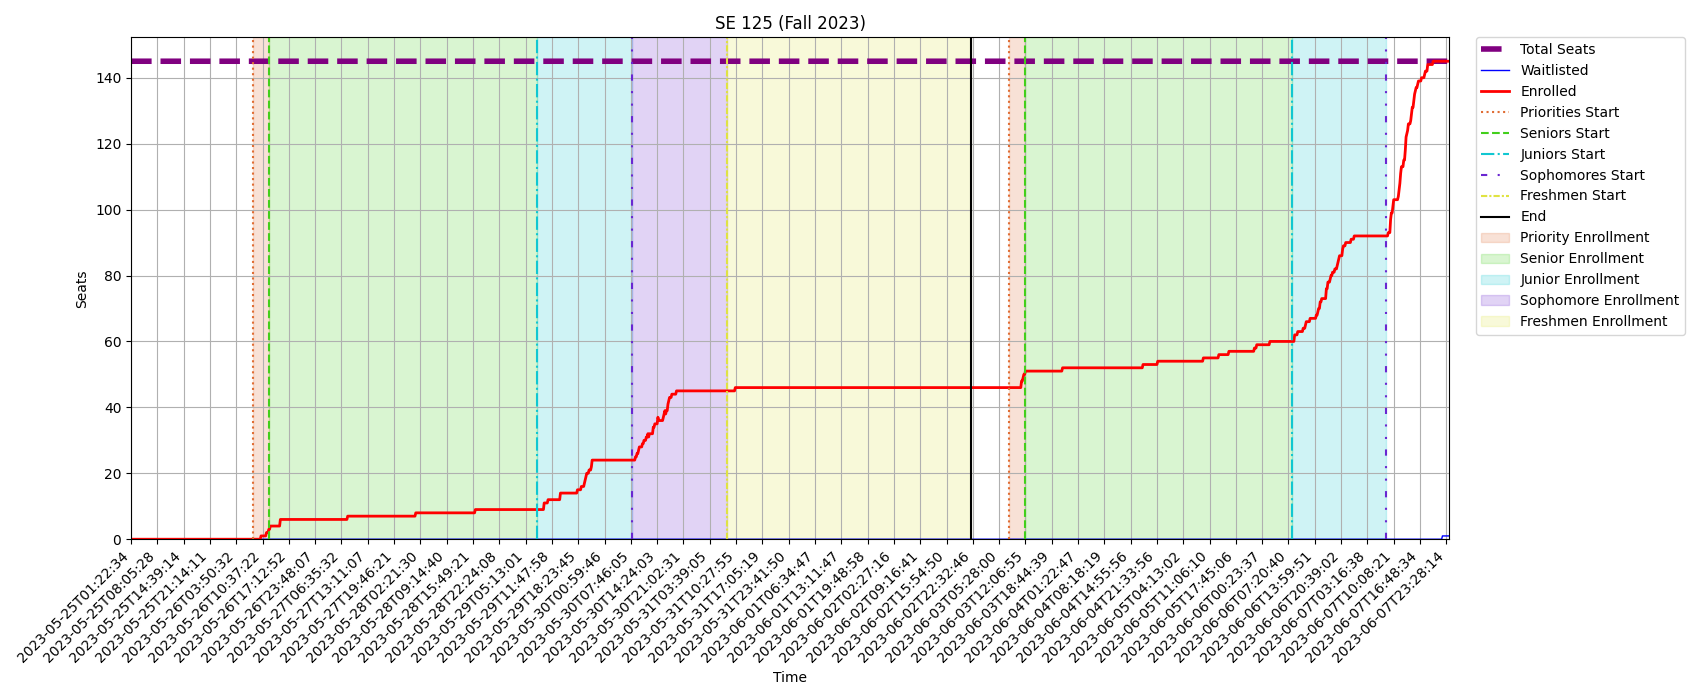 SE 125 (Fall 2023)
Total Seats
Waitlisted
Enrolled
Priorities Start
Seniors Start
Juniors Start
Sophomores Start
Freshmen Start
End
Priority Enrollment
Senior Enrollment
Junior Enrollment
Sophomore Enrollment
Freshmen Enrollment
Seats
140
120
100
80
60
40
20
0
2023-05-25T01:22:34
2023-05-25T08:05:28
2023-05-25T14:39:14
2023-05-25T21:14:11
2023-05-26T03:50:32
2023-05-26T10:37:22
2023-05-26T17:12:52
2023-05-26T23:48:07
2023-05-27T06:35:32
2023-05-27T13:11:07
2023-05-27T19:46:21
2023-05-28T02:21:30
2023-05-28T09:14:40
2023-05-28T15:49:21
2023-05-28T22:24:08
2023-05-29T05:13:01
2023-05-29T11:47:58
2023-05-29T18:23:45
2023-05-30T00:59:46
2023-05-30T07:46:05
2023-05-30T14:24:03
2023-05-30T21:02:31
2023-05-31T03:39:05
2023-05-31T10:27:55
2023-05-31T17:05:19
2023-05-31T23:41:50
2023-06-01T06:34:47
2023-06-01T13:11:47
2023-06-01T19:48:58
2023-06-02T02:27:16
2023-06-02T09:16:41
2023-06-02T15:54:50
2023-06-02T22:32:46
2023-06-03T05:28:00
2023-06-03T12:06:55
2023-06-03T18:44:39
2023-06-04T01:22:47
2023-06-04T08:18:19
2023-06-04T14:55:56
2023-06-04T21:33:56
2023-06-05T04:13:02
2023-06-05T11:06:10
2023-06-05T17:45:06
2023-06-06T00:23:37
2023-06-06T07:20:40
2023-06-06T13:59:51
2023-06-06T20:39:02
2023-06-07T03:16:38
2023-06-07T10:08:21
2023-06-07T16:48:34
2023-06-07T23:28:14
Time